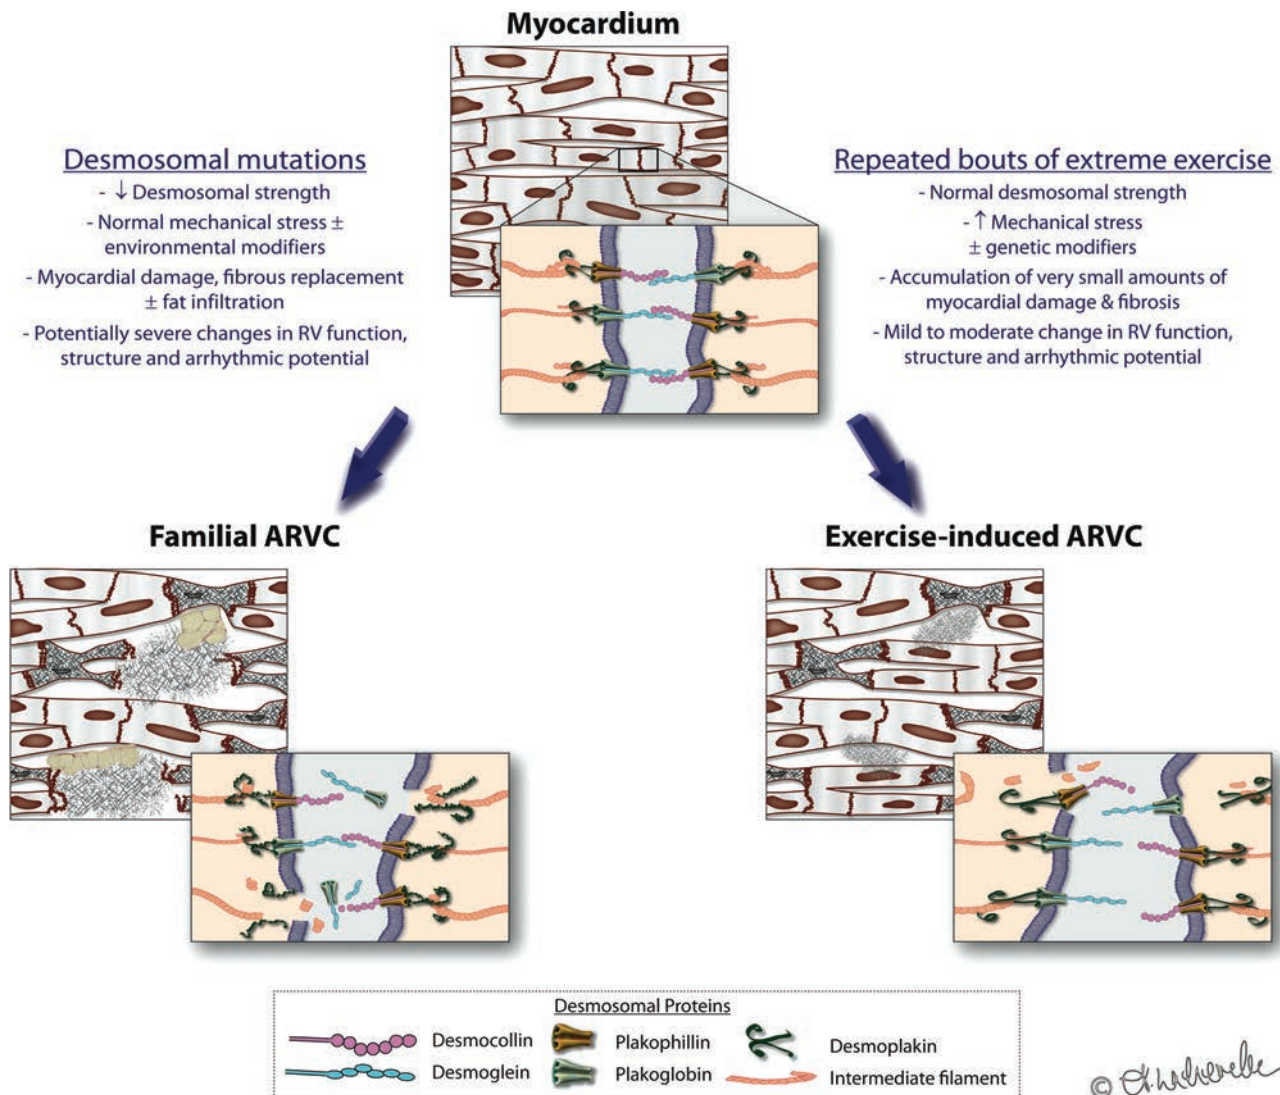 Myocardium
Desmosomal mutations
- ↓ Desmosomal strength
- Normal mechanical stress ±
environmental modifiers
- Myocardial damage, fibrous replacement
± fat infiltration
- Potentially severe changes in RV function,
structure and arrhythmic potential
Repeated bouts of extreme exercise
- Normal desmosomal strength
- ↑ Mechanical stress
± genetic modifiers
- Accumulation of very small amounts of
myocardial damage & fibrosis
- Mild to moderate change in RV function,
structure and arrhythmic potential
Familial ARVC
Exercise-induced ARVC
Desmosomal Proteins
Desmocollin
Plakophillin
Desmoplakin
Desmoglein
Plakoglobin
Intermediate filament
©